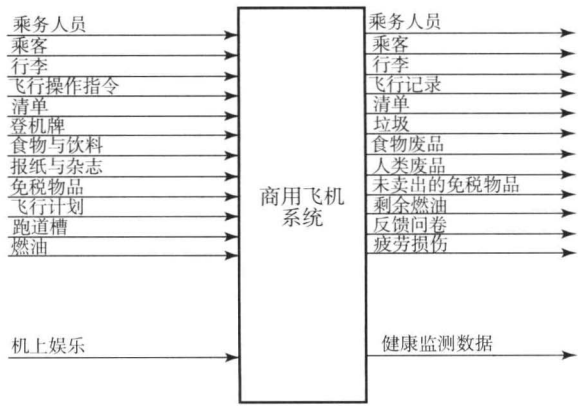 乘务人员
乘客
行李
飞行操作指令
清单
登机牌
食物与饮料
报纸与杂志
免税物品
飞行计划
跑道槽
燃油
机上娱乐
商用飞机
系统
乘务人员
乘客
行李
飞行记录
清单
垃圾
食物废品
人类废品
未卖出的免税物品
剩余燃油
反馈问卷
疲劳损伤
健康监测数据